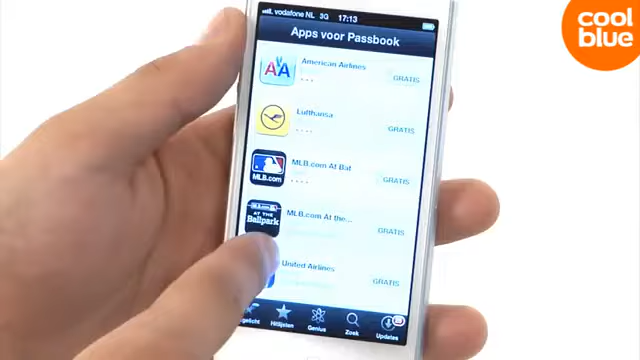 cool
blue
vodafone NL 3G 17:13
Apps voor Passbook
American Airlines
GRATIS
AA
Lufthansa
GRATIS
MLB.com At Bat
GRATIS
MLB.com
MLB.com At the...
AT THE
Ballpark
GRATIS
United Airlines
GRATIS
Hitlijsten
Genius
Zoek
Updates